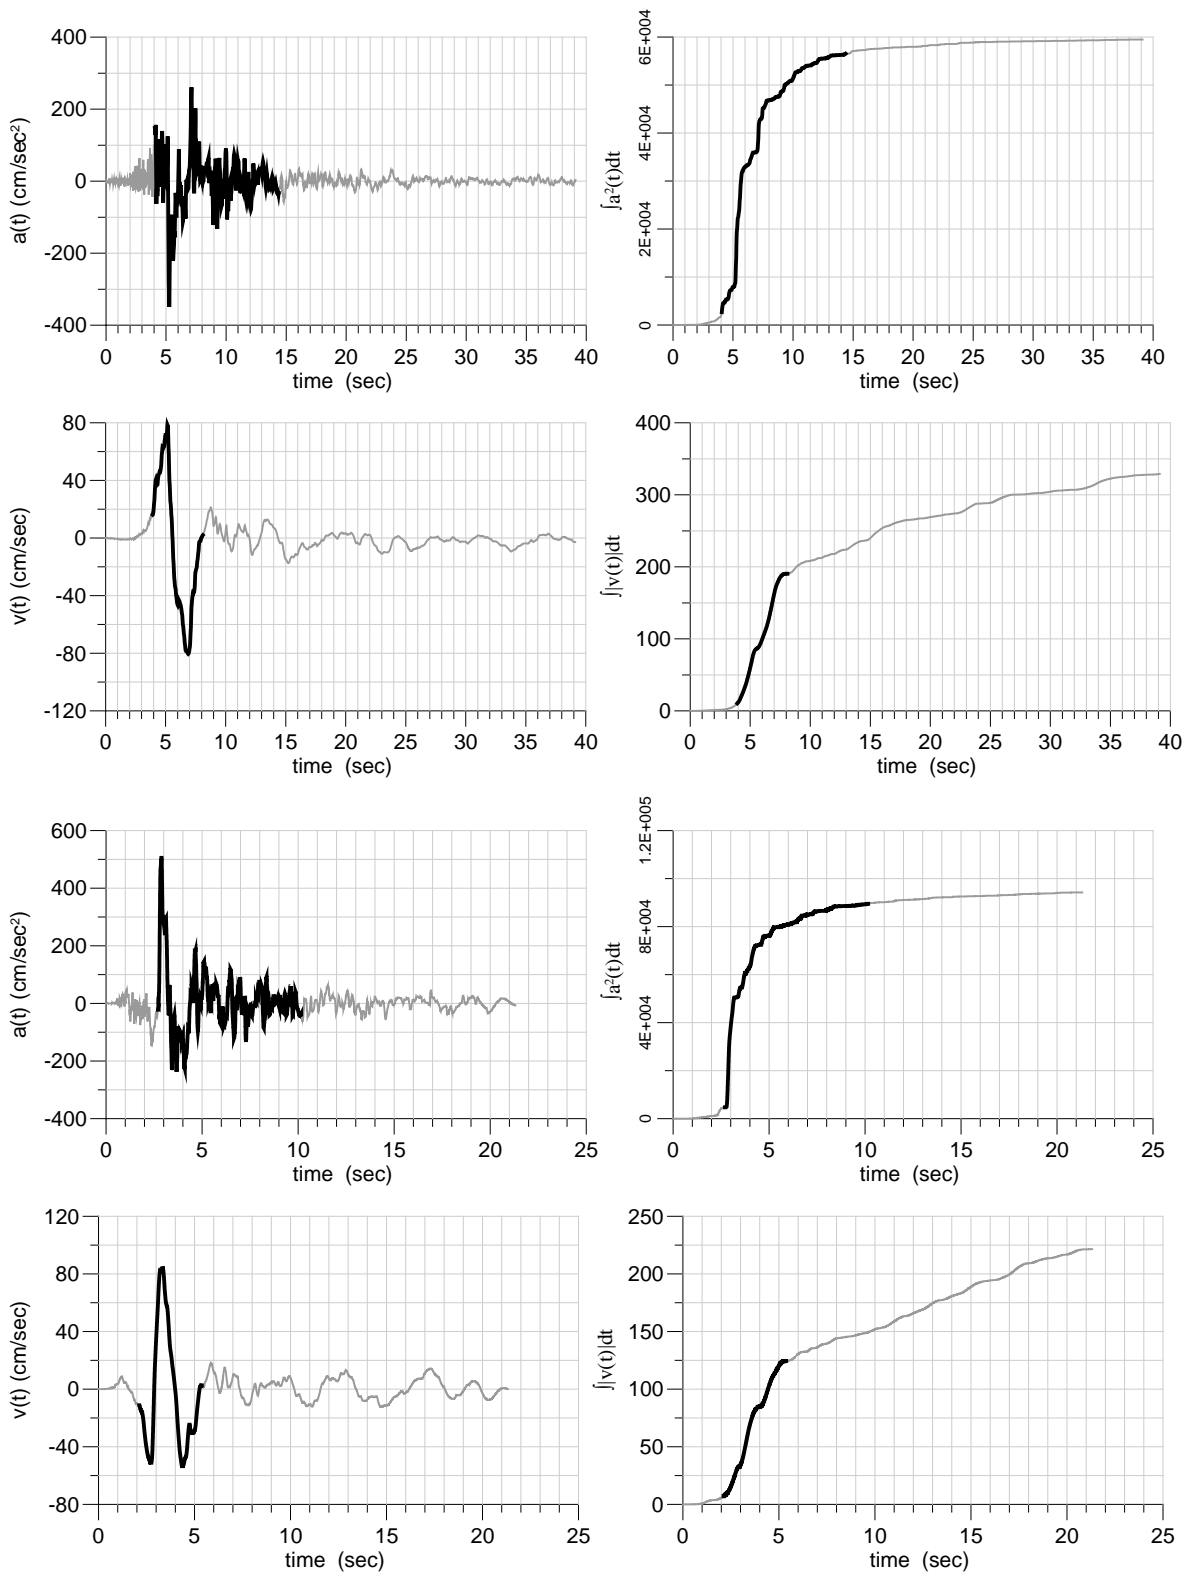 400
200
0
-200
-400
a(t) (cm/sec²)
0 5 10 15 20 25 30 35 40
time (sec)
6E+004
4E+004
2E+004
0
∫a²(t)dt
0 5 10 15 20 25 30 35 40
time (sec)
80
40
0
-40
-80
-120
v(t) (cm/sec)
0 5 10 15 20 25 30 35 40
time (sec)
400
300
200
100
0
∫|v(t)|dt
0 5 10 15 20 25 30 35 40
time (sec)
600
400
200
0
-200
-400
a(t) (cm/sec²)
0 5 10 15 20 25
time (sec)
1.2E+005
8E+004
4E+004
0
∫a²(t)dt
0 5 10 15 20 25
time (sec)
120
80
40
0
-40
-80
v(t) (cm/sec)
0 5 10 15 20 25
time (sec)
250
200
150
100
50
0
∫|v(t)|dt
0 5 10 15 20 25
time (sec)